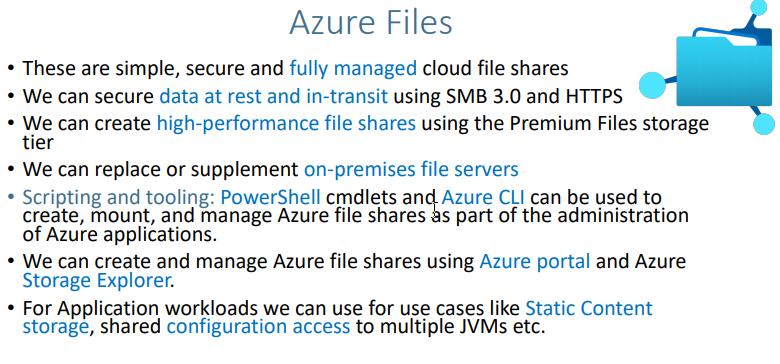 Azure Files
• These are simple, secure and fully managed cloud file shares
• We can secure data at rest and in-transit using SMB 3.0 and HTTPS
• We can create high-performance file shares using the Premium Files storage
tier
• We can replace or supplement on-premises file servers
• Scripting and tooling: PowerShell cmdlets and Azure CLI can be used to
create, mount, and manage Azure file shares as part of the administration
of Azure applications.
• We can create and manage Azure file shares using Azure portal and Azure
Storage Explorer.
• For Application workloads we can use for use cases like Static Content
storage, shared configuration access to multiple JVMs etc.